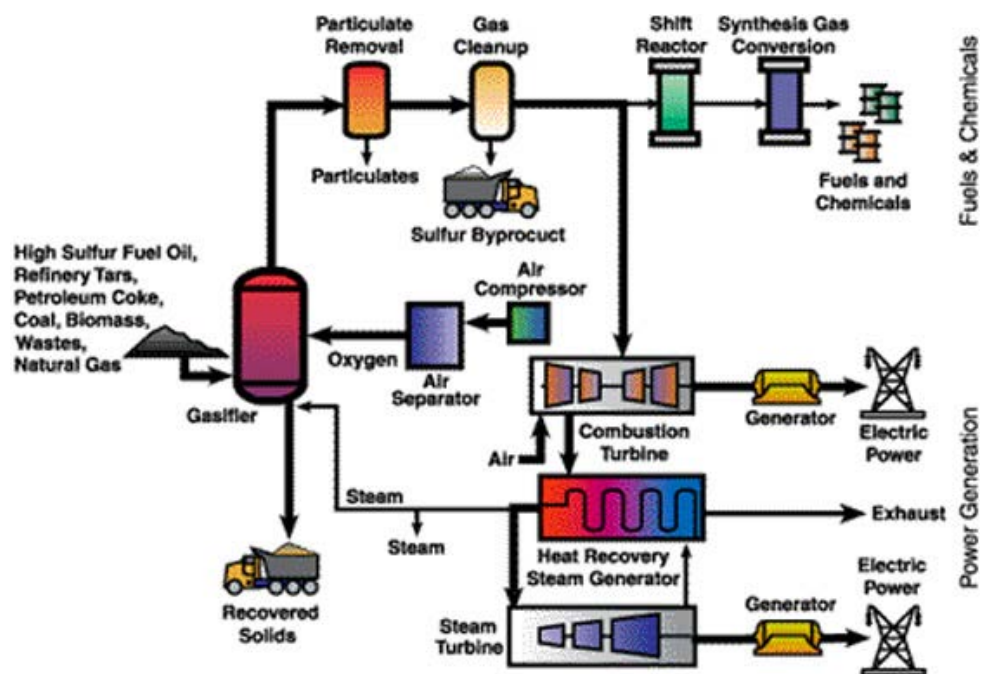 Particulate
Removal
Gas
Cleanup
Shift
Reactor
Synthesis Gas
Conversion
Fuels & Chemicals
Particulates
Sulfur Byprocuct
Fuels and
Chemicals
High Sulfur Fuel Oil,
Refinery Tars,
Petroleum Coke,
Coal, Biomass,
Wastes,
Natural Gas
Air
Compressor
Oxygen
Air
Separator
Gasifier
Combustion
Turbine
Air
Generator
Electric
Power
Power Generation
Steam
Steam
Exhaust
Heat Recovery
Steam Generator
Recovered
Solids
Steam
Turbine
Generator
Electric
Power